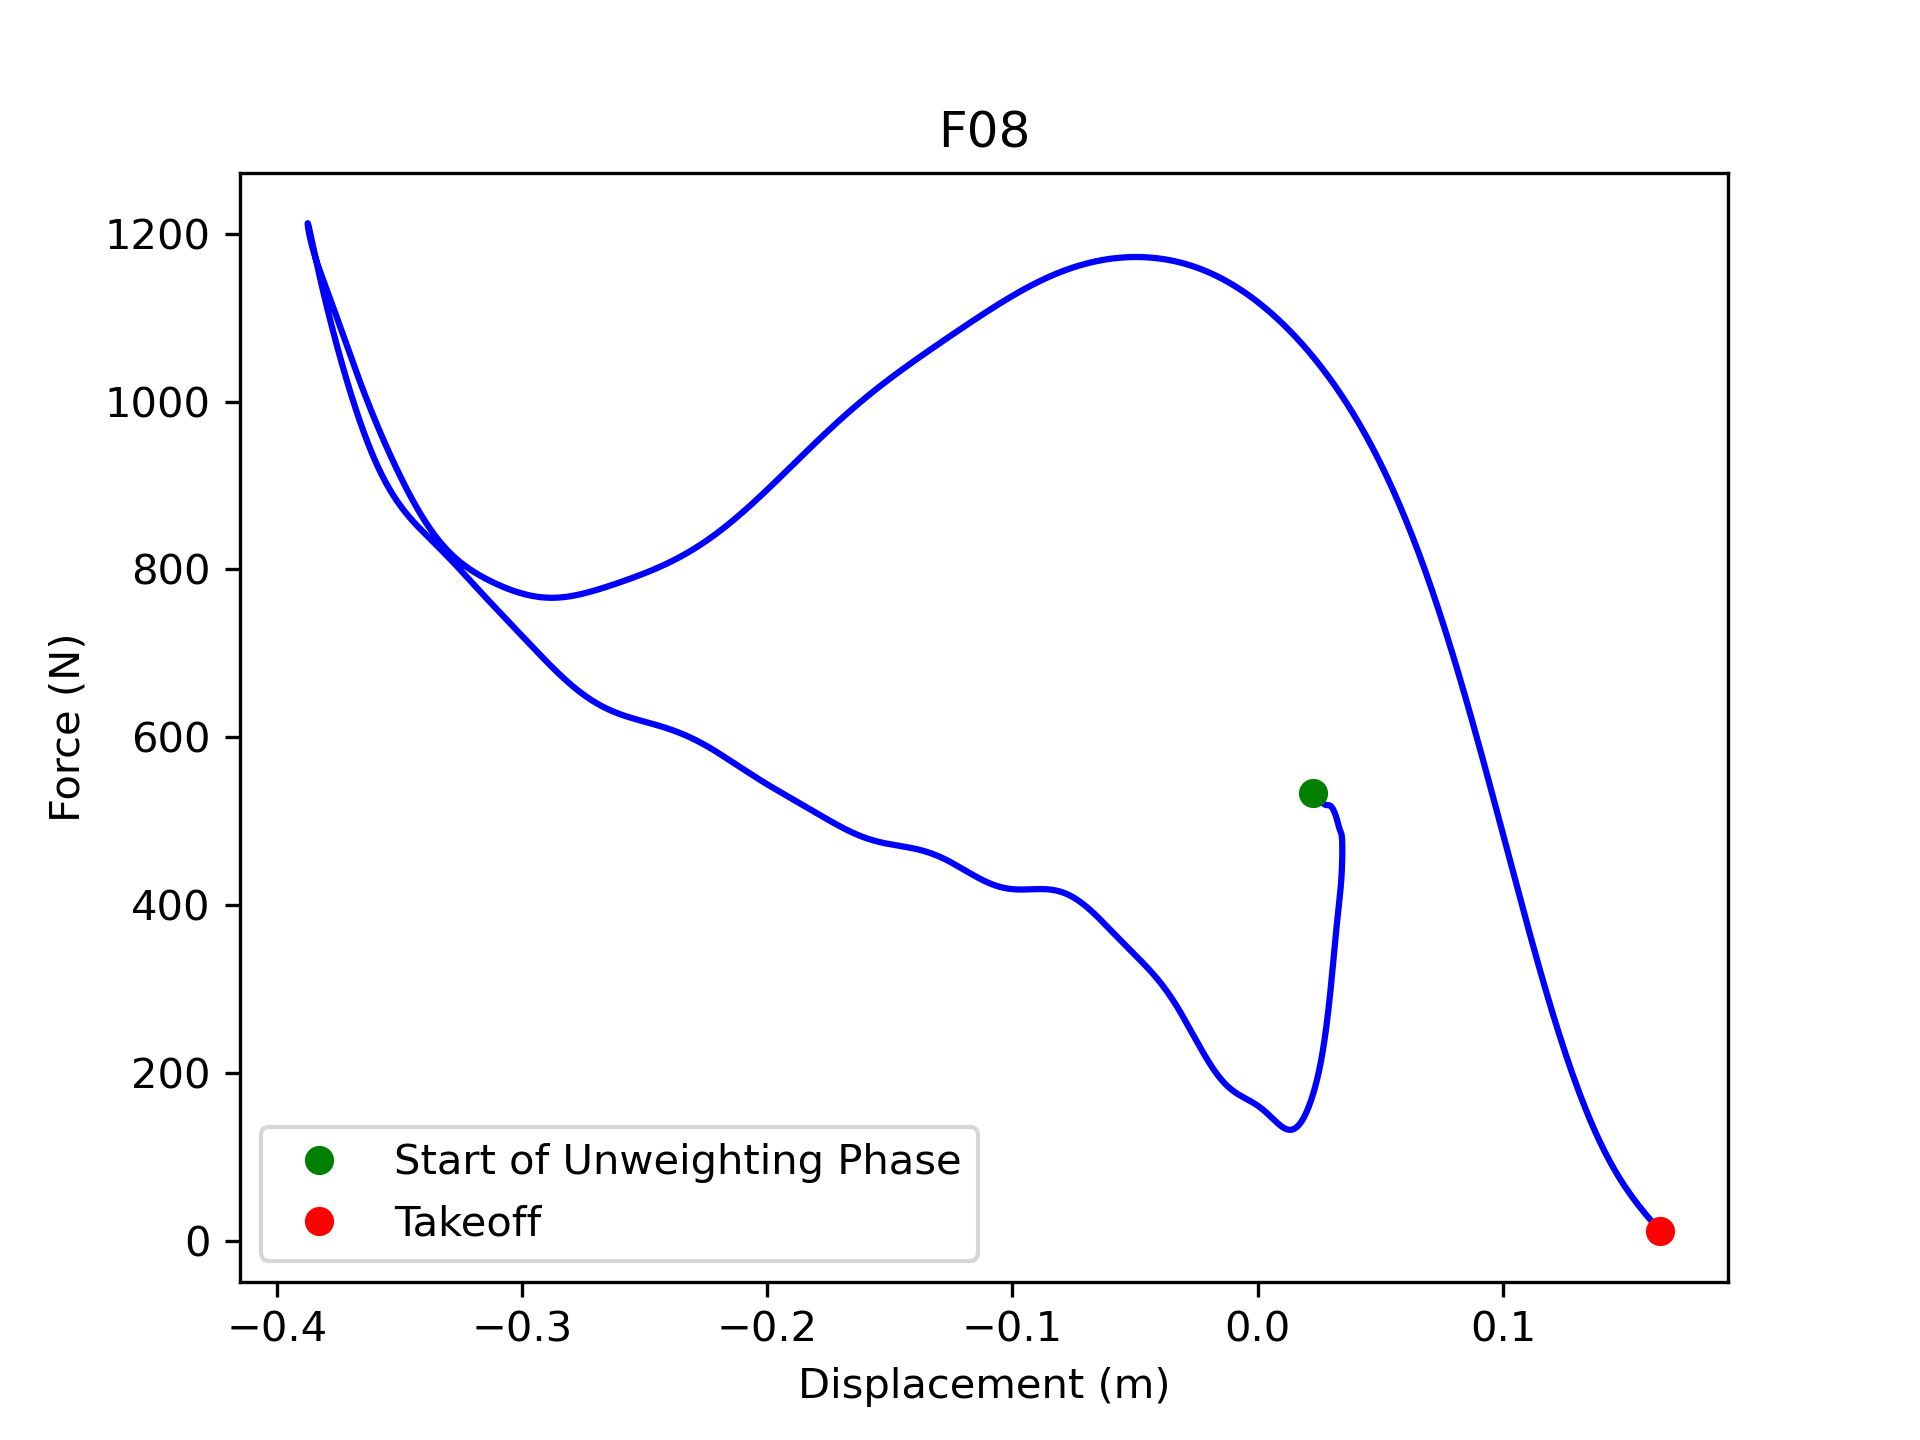 F08
1200
1000
800
600
400
200
0
Force (N)
Start of Unweighting Phase
Takeoff
−0.4 −0.3 −0.2 −0.1 0.0 0.1
Displacement (m)